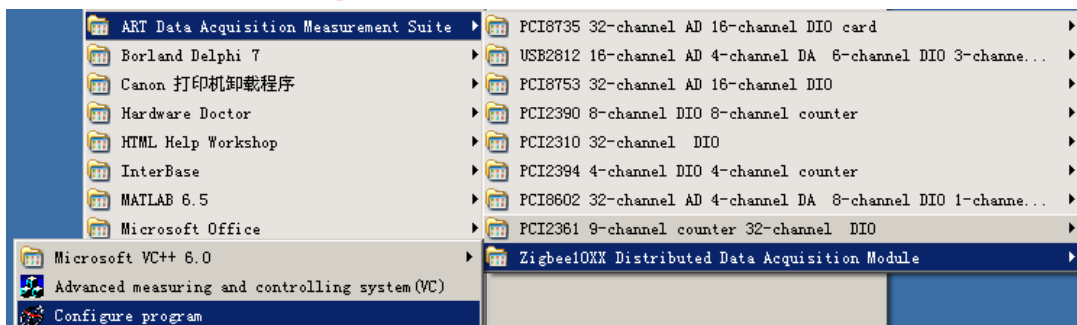 ART Data Acquisition Measurement Suite
Borland Delphi 7
Canon 打印机卸载程序
Hardware Doctor
HTML Help Workshop
InterBase
MATLAB 6.5
Microsoft Office
PCI8735 32-channel AD 16-channel DIO card
USB2812 16-channel AD 4-channel DA 6-channel DIO 3-channe...
PCI8753 32-channel AD 16-channel DIO
PCI2390 8-channel DIO 8-channel counter
PCI2310 32-channel DIO
PCI2394 4-channel DIO 4-channel counter
PCI8602 32-channel AD 4-channel DA 8-channel DIO 1-channe...
PCI2361 9-channel counter 32-channel DIO
Zigbee10XX Distributed Data Acquisition Module
Microsoft VC++ 6.0
Advanced measuring and controlling system(VC)
Configure program